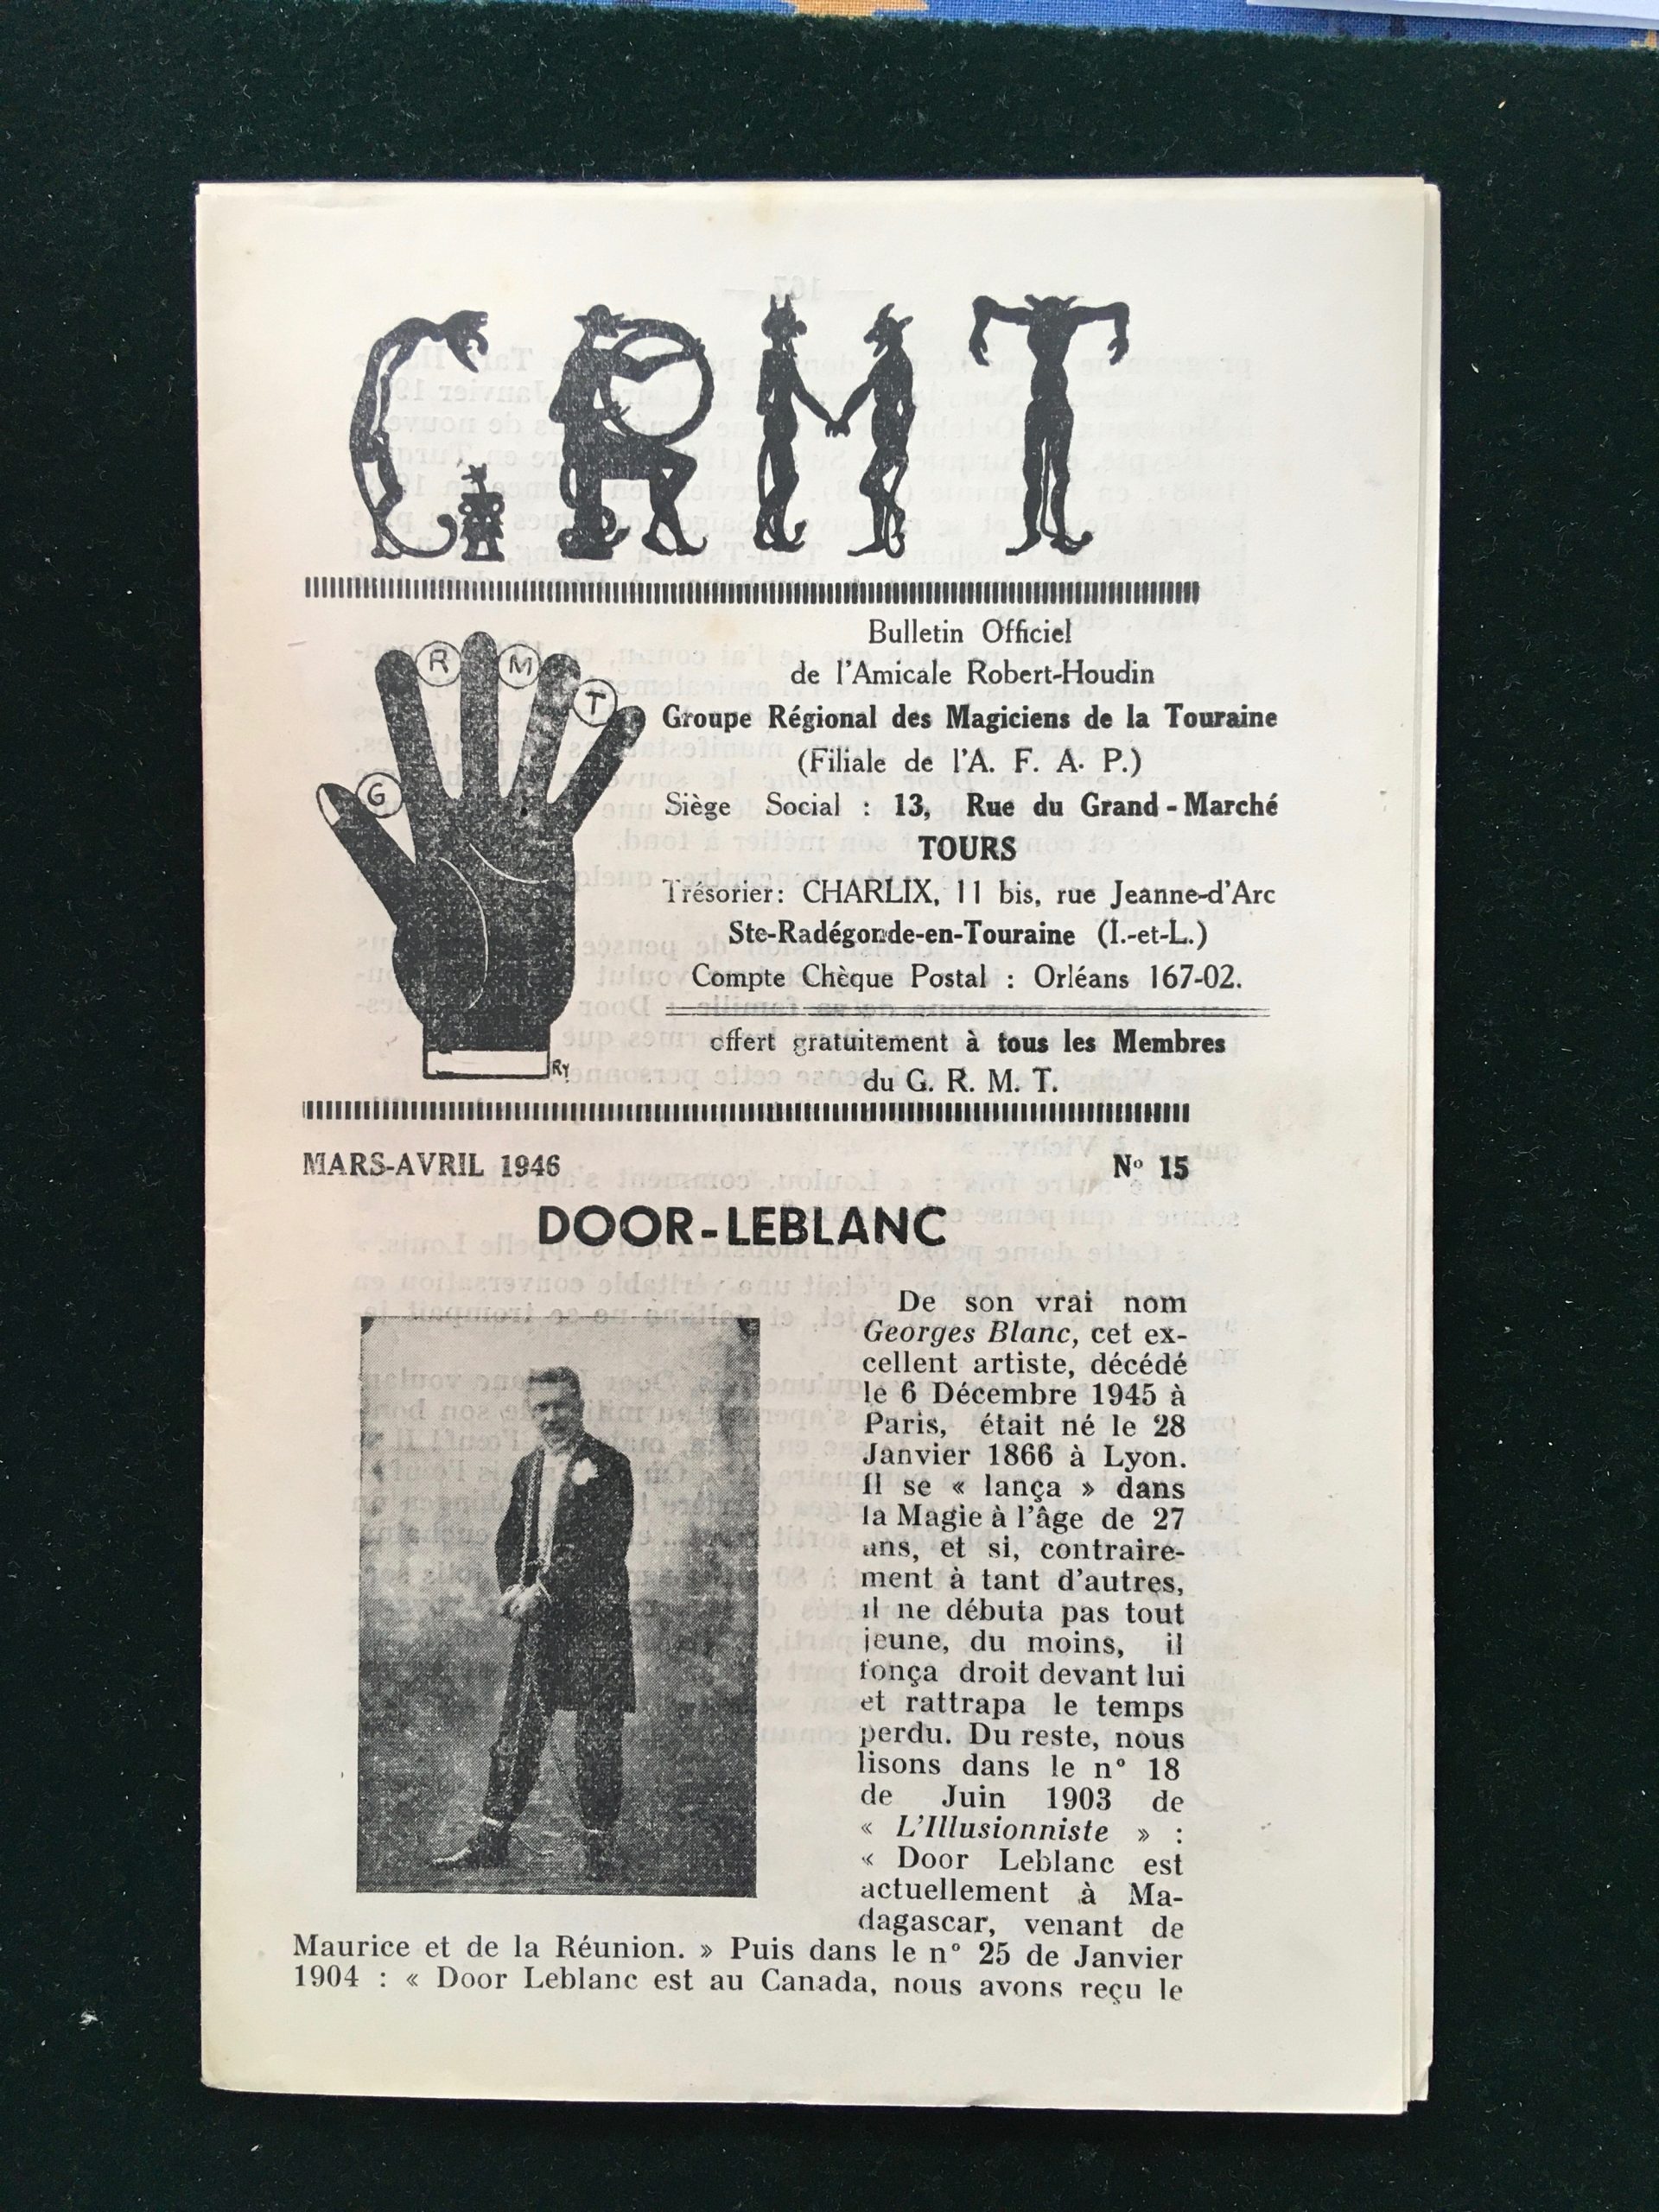 GRMT
G
R
M
T
RY
Bulletin Officiel
de l'Amicale Robert-Houdin
Groupe Régional des Magiciens de la Touraine
(Filiale de l'A. F. A. P.)
Siège Social : 13, Rue du Grand-Marché
TOURS
Trésorier: CHARLIX, 11 bis, rue Jeanne-d'Arc
Ste-Radégonde-en-Touraine (I.-et-L.)
Compte Chèque Postal : Orléans 167-02.
offert gratuitement à tous les Membres
du G. R. M. T.
MARS-AVRIL 1946
Nº 15
DOOR-LEBLANC
De son vrai nom
Georges Blanc, cet ex-
cellent artiste, décédé
le 6 Décembre 1945 à
Paris, était né le 28
Janvier 1866 à Lyon.
Il se « lança » dans
la Magie à l'âge de 27
ans, et si, contraire-
ment à tant d'autres,
il ne débuta pas tout
jeune, du moins, il
fonça droit devant lui
et rattrapa le temps
perdu. Du reste, nous
lisons dans le n° 18
de Juin 1903 de
« L'Illusionniste » :
« Door Leblanc est
actuellement à Ma-
dagascar, venant de
Maurice et de la Réunion. » Puis dans le n° 25 de Janvier
1904 : « Door Leblanc est au Canada, nous avons reçu le